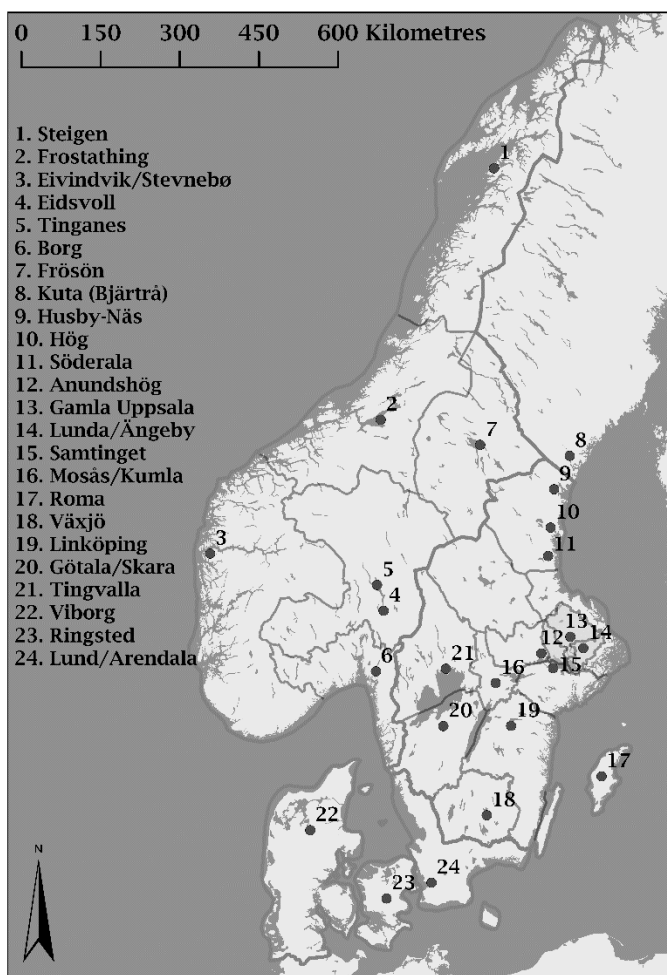 0 150 300 450 600 Kilometres
1. Steigen
2. Frostathing
3. Eivindvik/Stevnebø
4. Eidsvoll
5. Tinganes
6. Borg
7. Frösön
8. Kuta (Bjärtrå)
9. Husby-Näs
10. Hög
11. Söderala
12. Anundshög
13. Gamla Uppsala
14. Lunda/Ängeby
15. Samtinget
16. Mosås/Kumla
17. Roma
18. Växjö
19. Linköping
20. Götala/Skara
21. Tingvalla
22. Viborg
23. Ringsted
24. Lund/Arendala
1
2
7
8
9
10
3
11
5
4
13
12
14
15
6
21
16
20
19
17
18
22
24
23
N